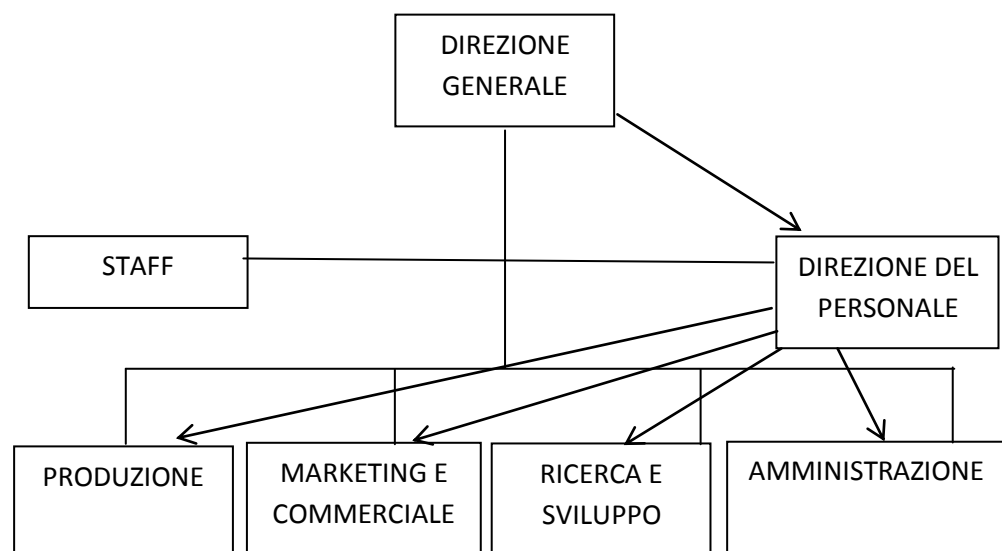 DIREZIONE
GENERALE
STAFF
DIREZIONE DEL
PERSONALE
PRODUZIONE
MARKETING E
COMMERCIALE
RICERCA E
SVILUPPO
AMMINISTRAZIONE